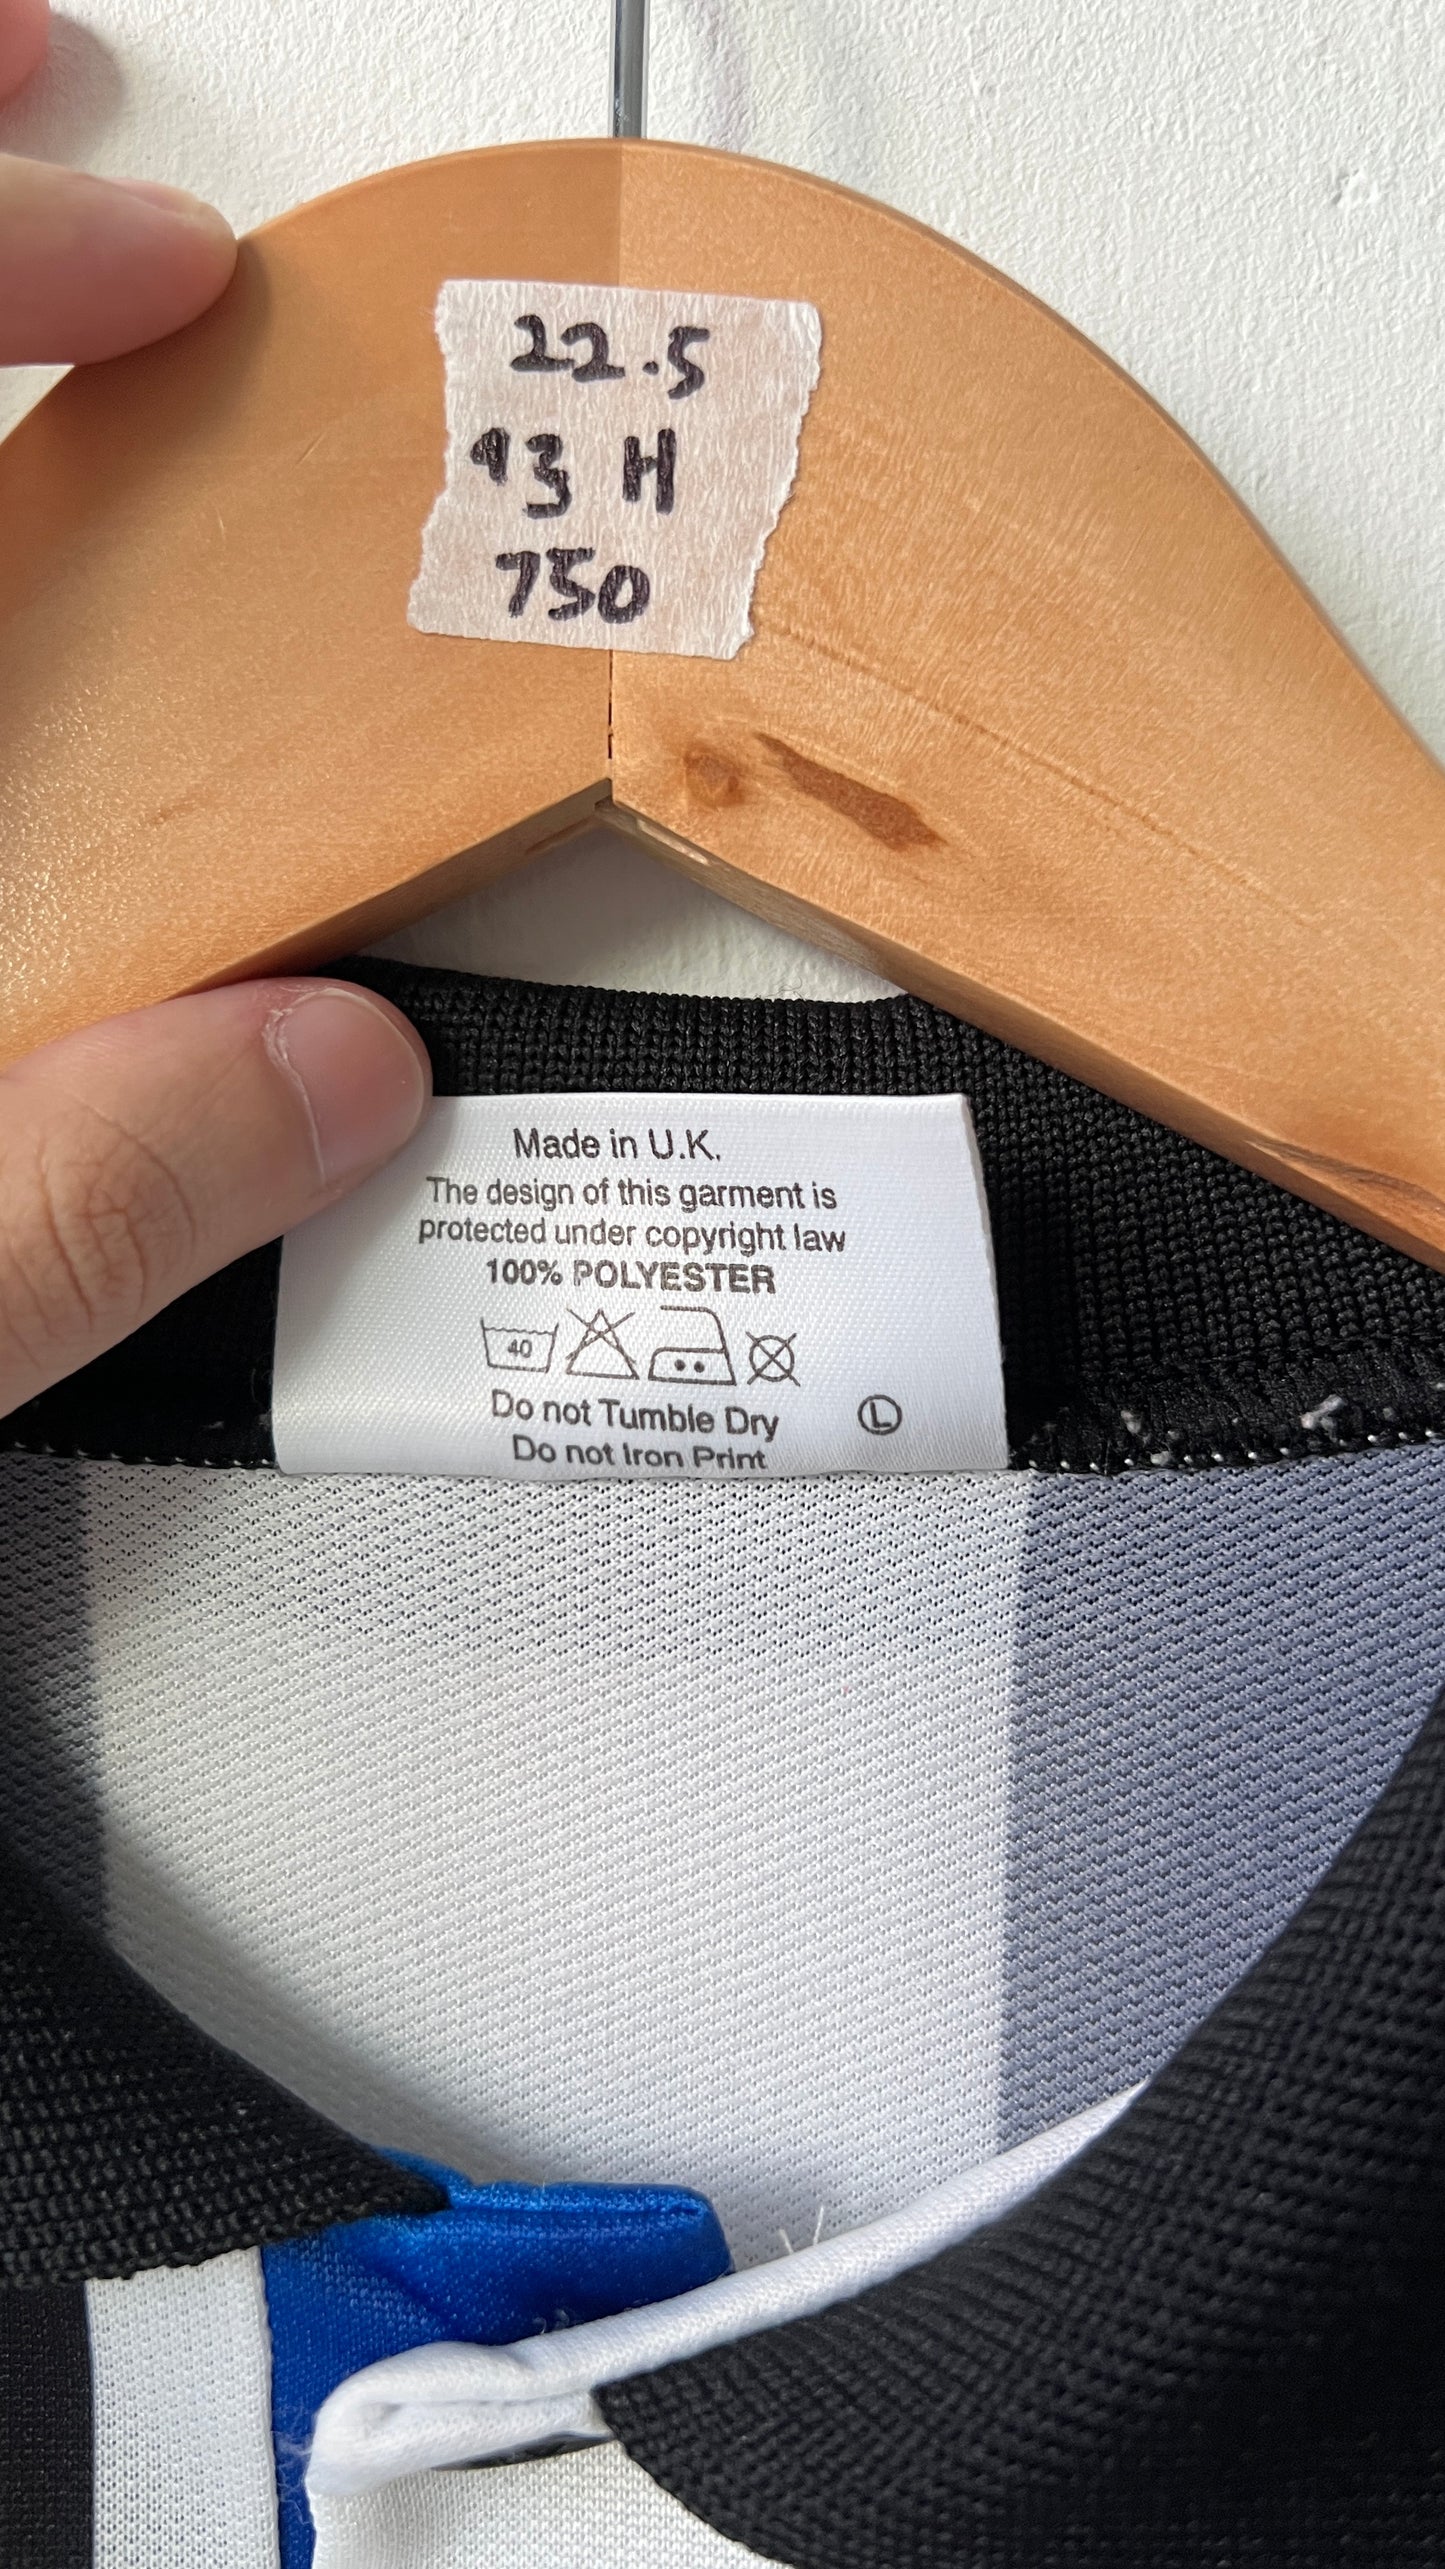 22.5
93 H
750
Made in U.K.
The design of this garment is
protected under copyright law
100% POLYESTER
40
Do not Tumble Dry
L
Do not Iron Print